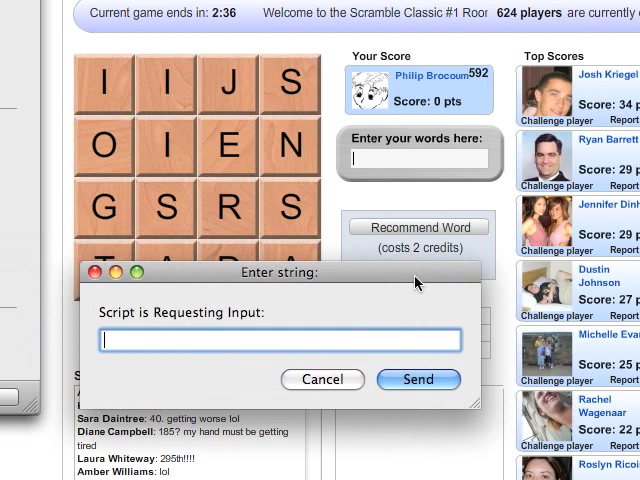 Current game ends in: 2:36
Welcome to the Scramble Classic #1 Roor
624 players are currently
I I J S
O I E N
G S R S
Your Score
Philip Brocoum 592
Score: 0 pts
Enter your words here:
Recommend Word
(costs 2 credits)
Enter string:
Script is Requesting Input:
Cancel
Send
Sara Daintree: 40. getting worse lol
Diane Campbell: 185? my hand must be getting
tired
Laura Whiteway: 295th!!!!
Amber Williams: lol
Top Scores
Josh Kriegel
Score: 34 p
Challenge player Report
Ryan Barrett
Score: 29 p
Challenge player Report
Jennifer Dinh
Score: 29 p
Challenge player Report
Dustin
Johnson
Score: 27 p
Challenge player Report
Michelle Evan
Score: 25 p
Challenge player Report
Rachel
Wagenaar
Score: 22 p
Challenge player Report
Roslyn Ricoi